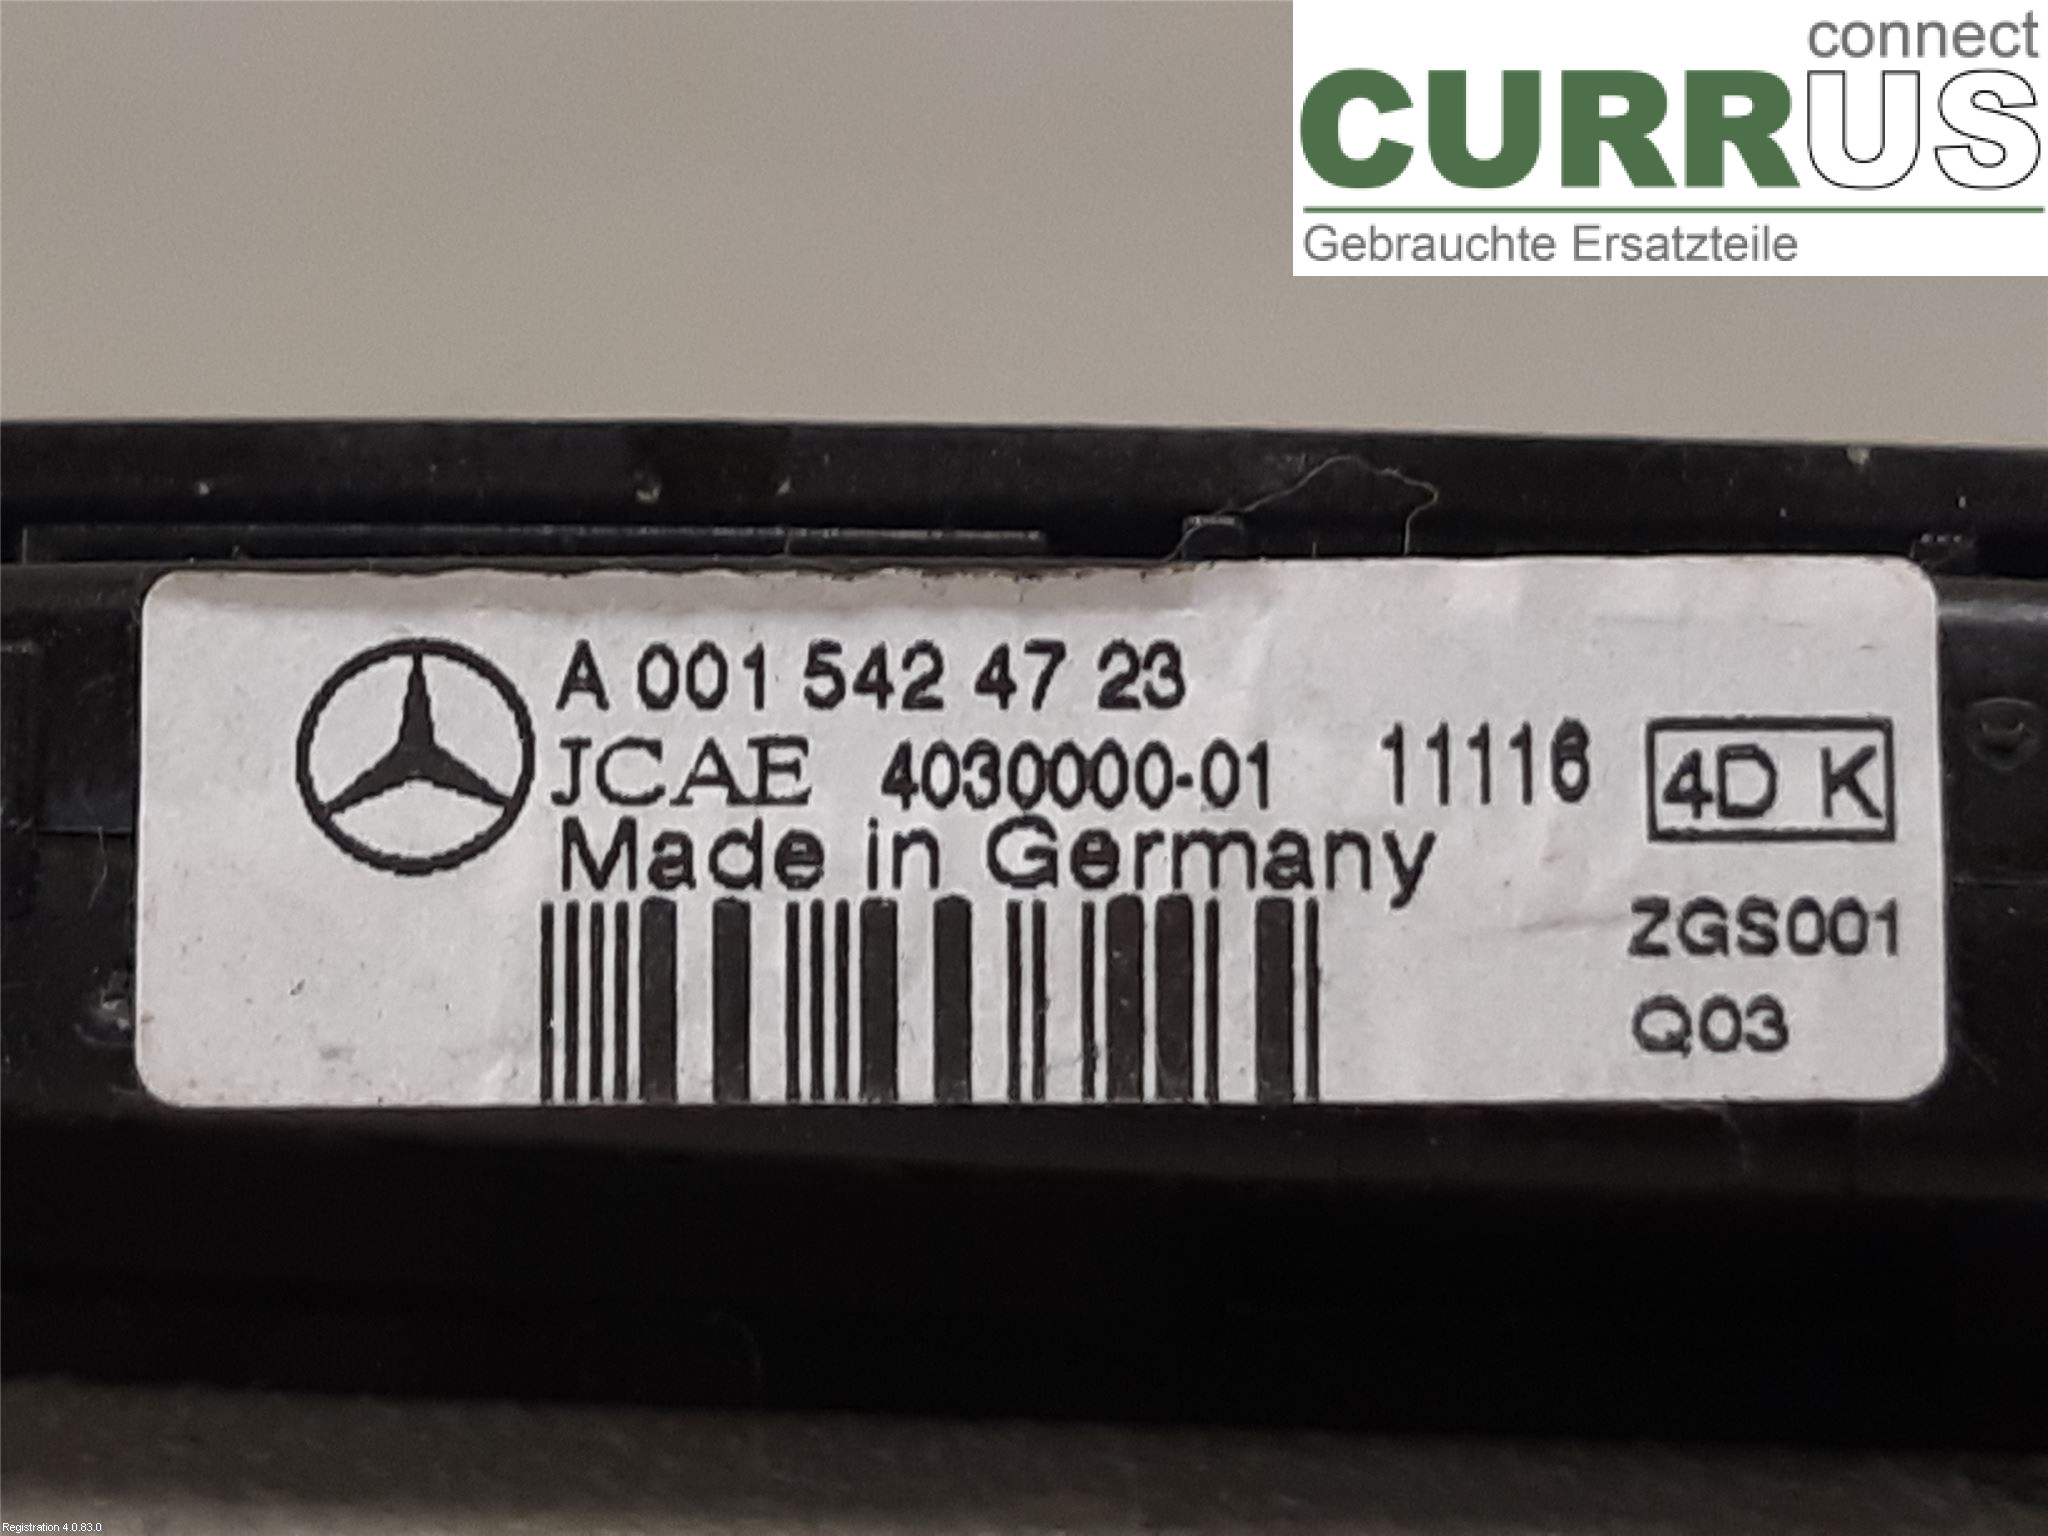 connect
CURRUS
Gebrauchte Ersatzteile
A 001 542 47 23
JCAE 4030000-01 11116
4D K
Made in Germany
ZGS001
Q03
Registration 4.0.83.0